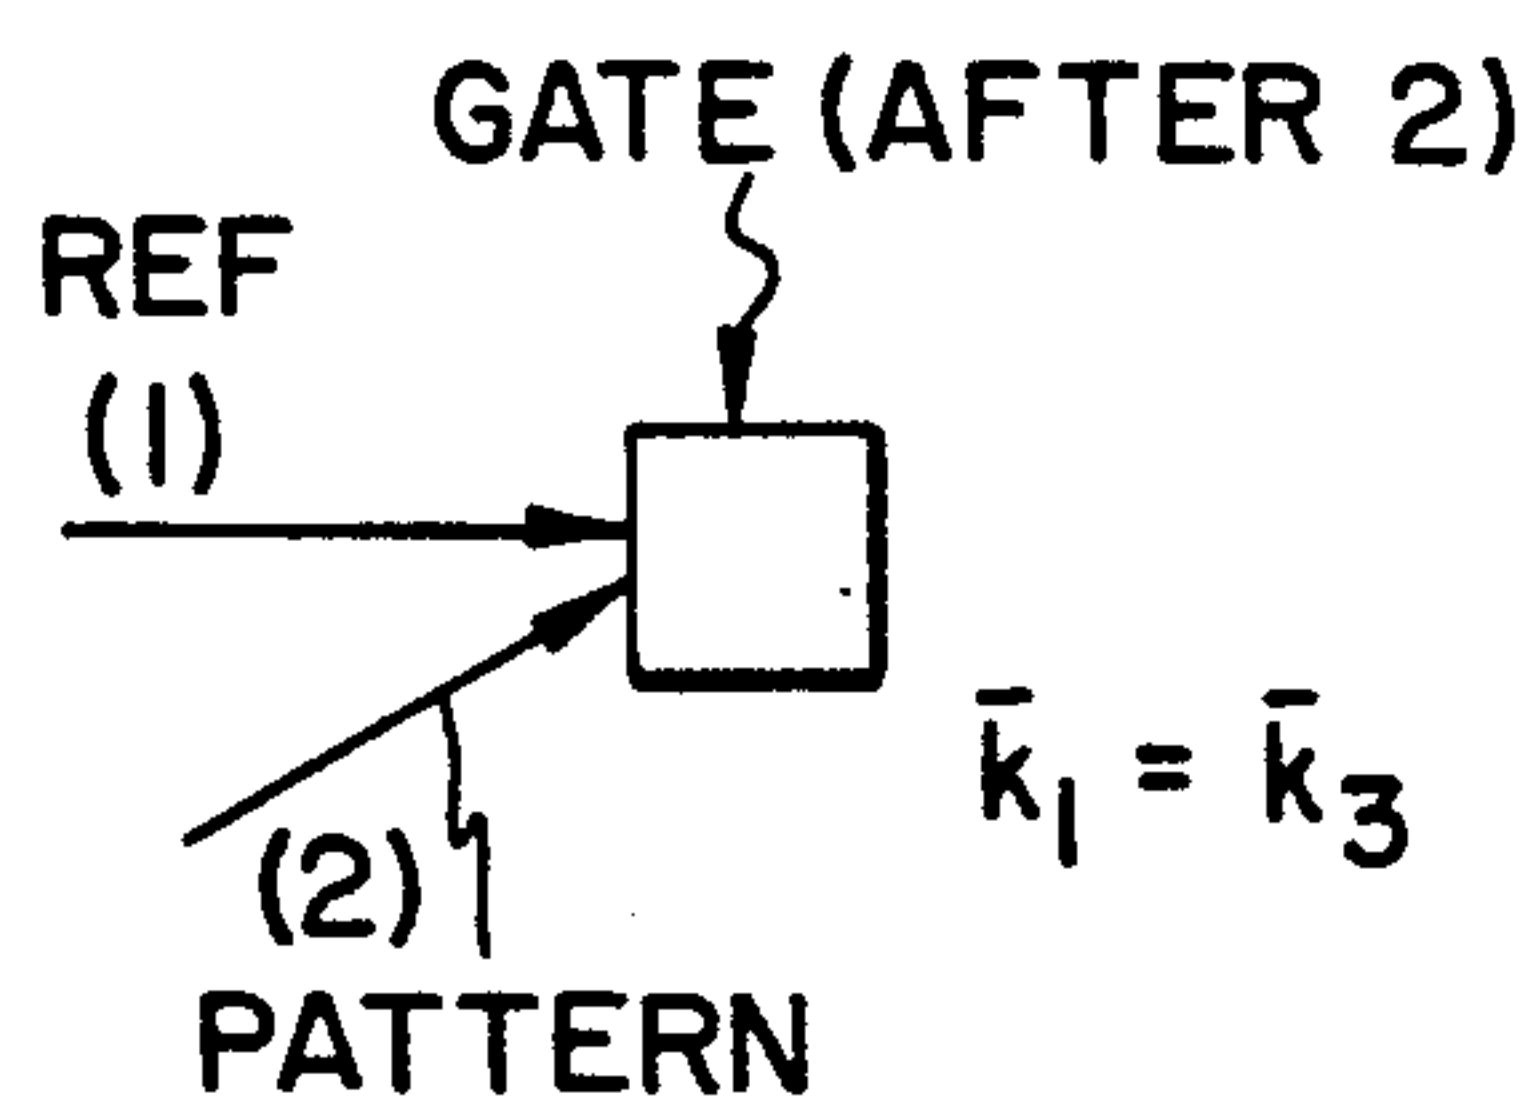 GATE (AFTER 2)
REF
(1)
k̄₁ = k̄₃
(2)
PATTERN